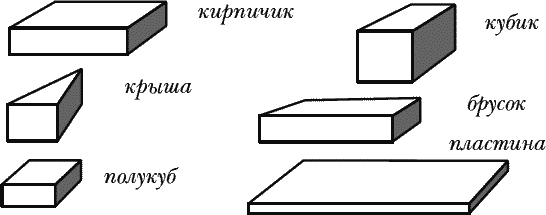 кирпичик
кубик
крыша
брусок
пластина
полукуб